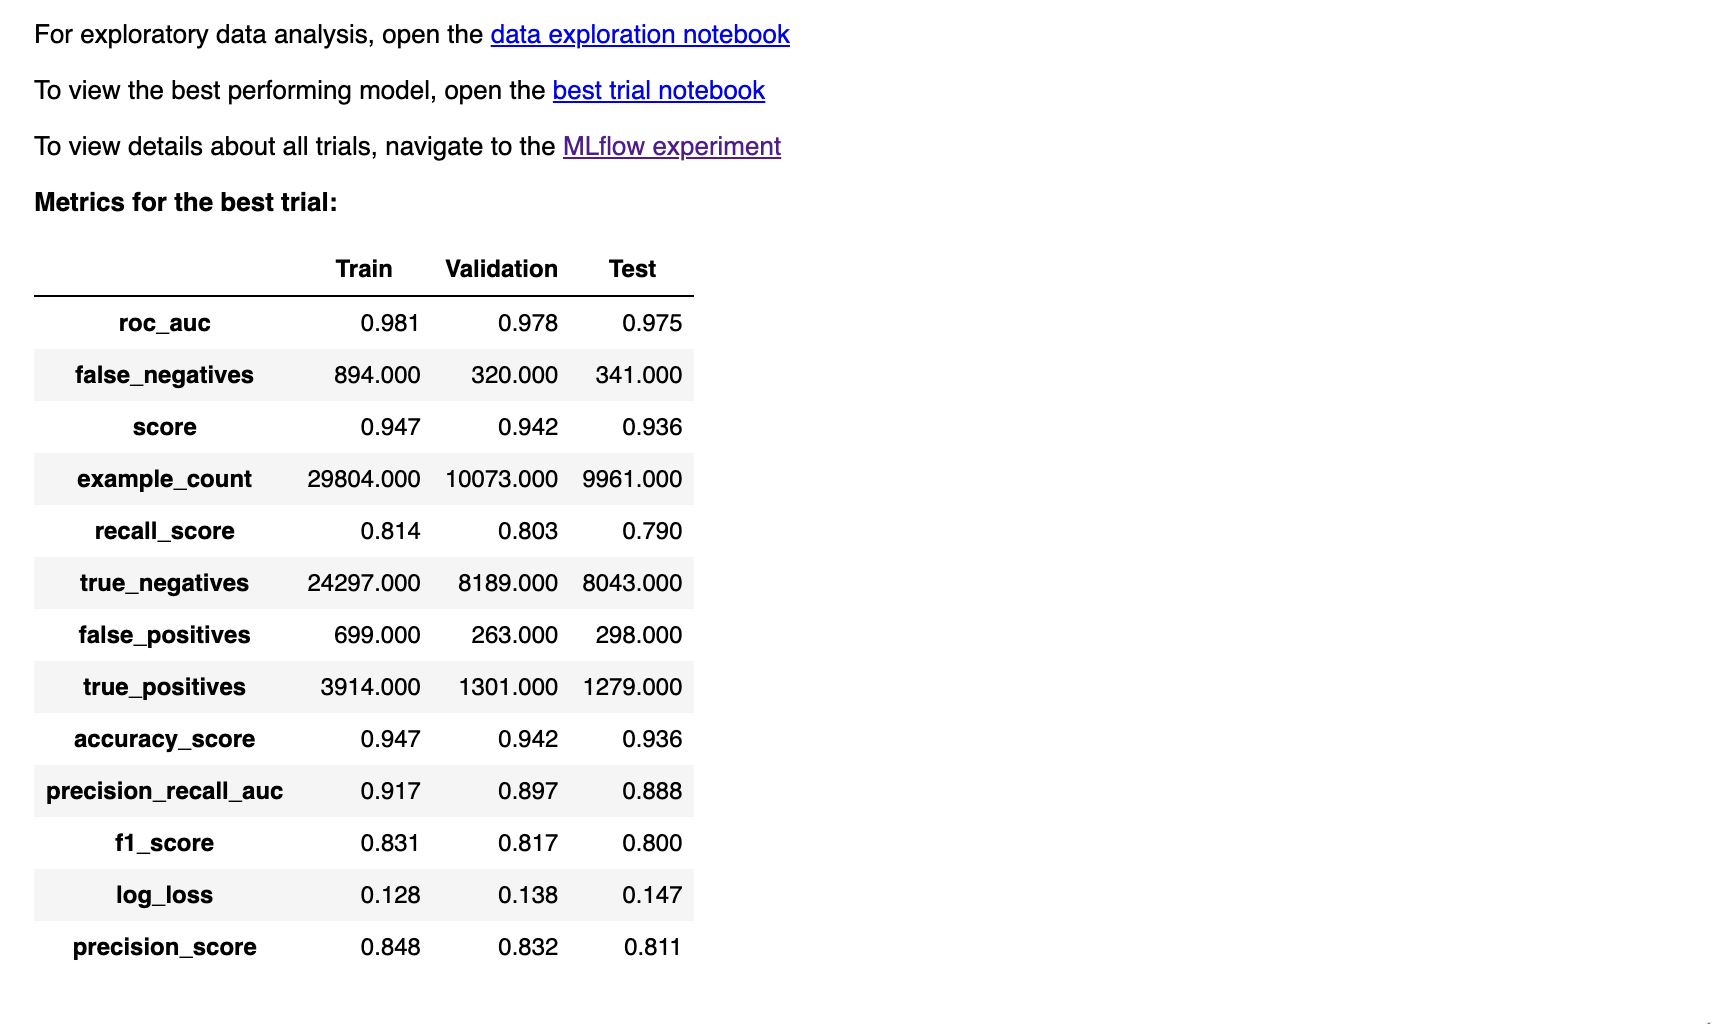 For exploratory data analysis, open the data exploration notebook
To view the best performing model, open the best trial notebook
To view details about all trials, navigate to the MLflow experiment
Metrics for the best trial:
Train Validation Test
roc_auc 0.981 0.978 0.975
false_negatives 894.000 320.000 341.000
score 0.947 0.942 0.936
example_count 29804.000 10073.000 9961.000
recall_score 0.814 0.803 0.790
true_negatives 24297.000 8189.000 8043.000
false_positives 699.000 263.000 298.000
true_positives 3914.000 1301.000 1279.000
accuracy_score 0.947 0.942 0.936
precision_recall_auc 0.917 0.897 0.888
f1_score 0.831 0.817 0.800
log_loss 0.128 0.138 0.147
precision_score 0.848 0.832 0.811